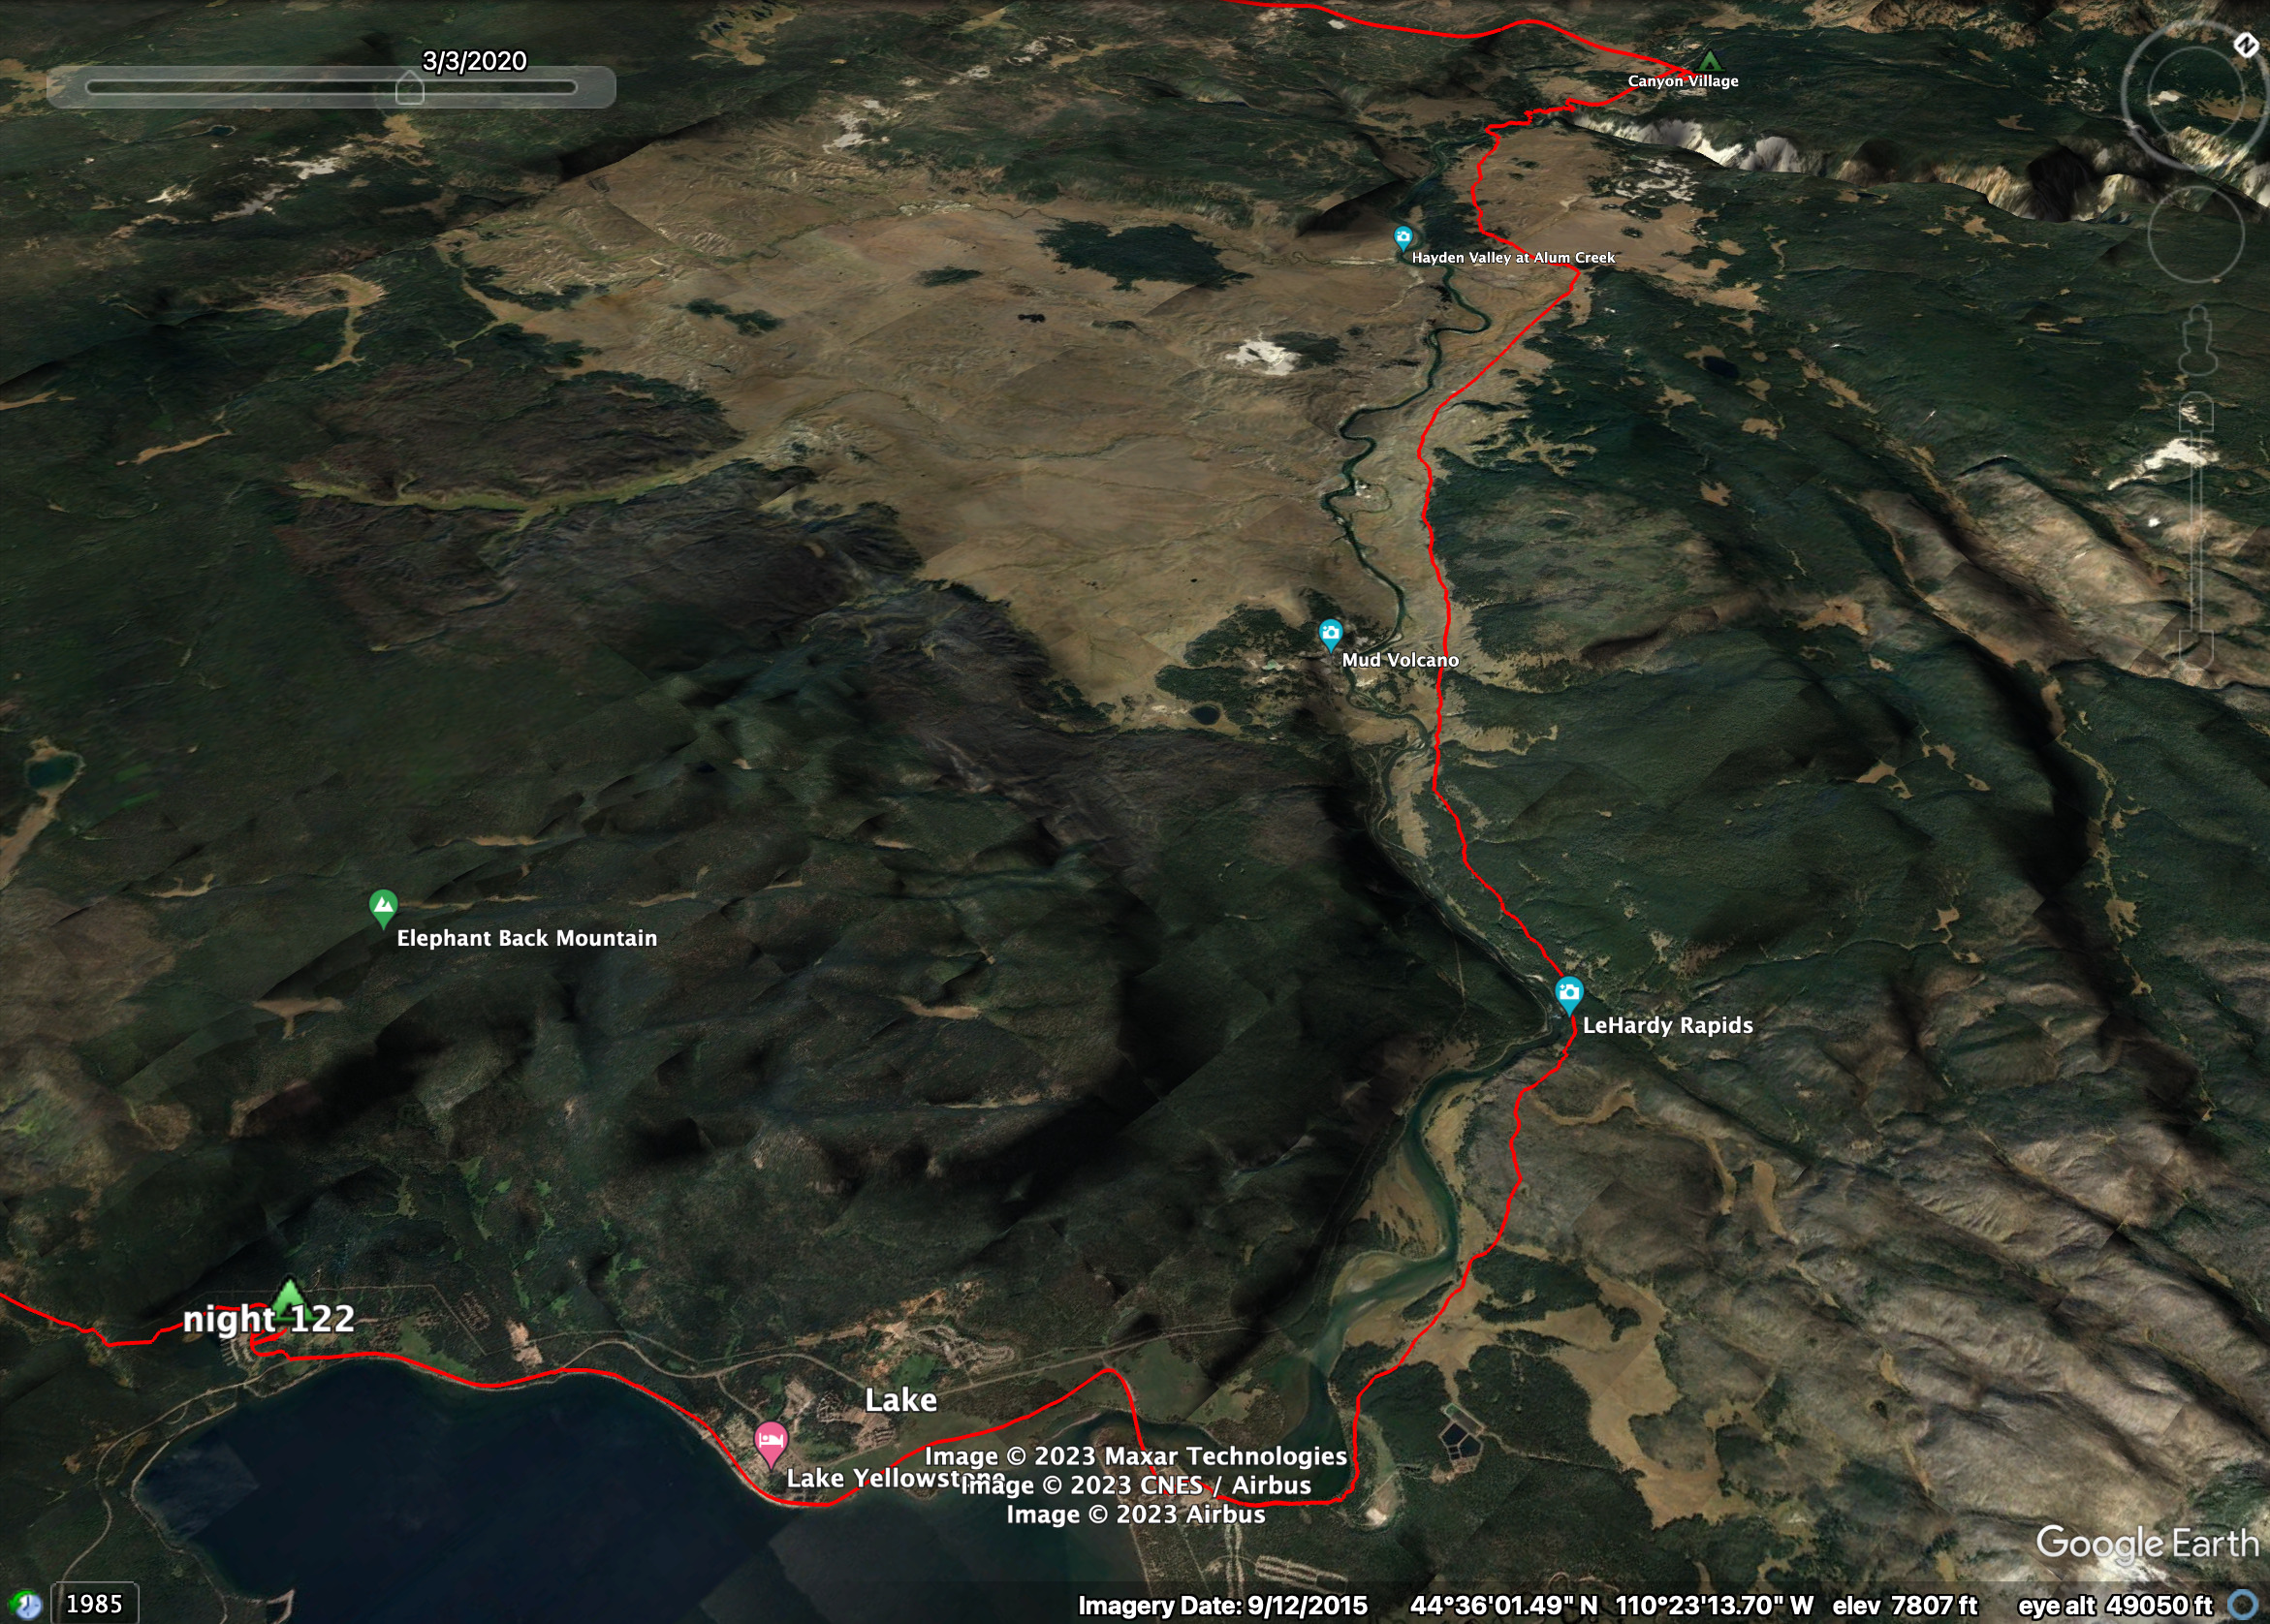 3/3/2020
N
Canyon Village
Hayden Valley at Alum Creek
Mud Volcano
Elephant Back Mountain
LeHardy Rapids
night 122
Lake
Lake Yellowstone
Image © 2023 Maxar Technologies
Image © 2023 CNES / Airbus
Image © 2023 Airbus
Google Earth
1985
Imagery Date: 9/12/2015 44°36'01.49" N 110°23'13.70" W elev 7807 ft eye alt 49050 ft